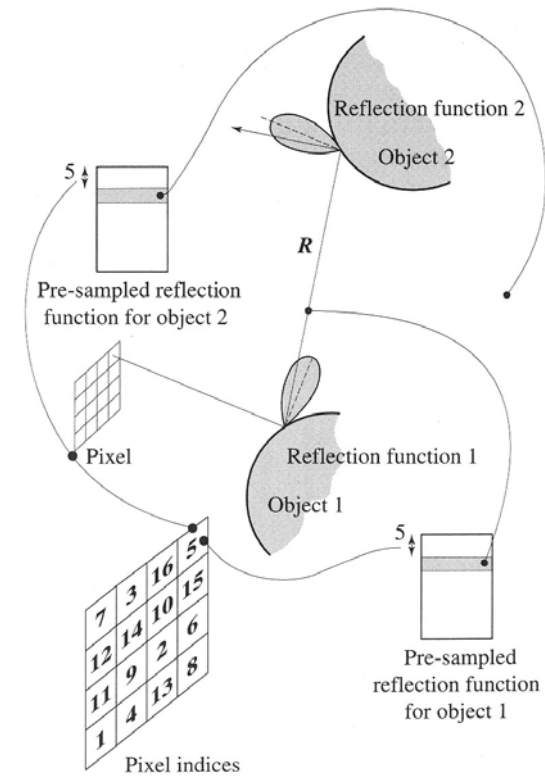 Reflection function 2
Object 2
5
R
Pre-sampled reflection
function for object 2
Pixel
Reflection function 1
Object 1
5
7 3 16 5
12 14 10 15
11 9 2 6
1 4 13 8
Pre-sampled
reflection function
for object 1
Pixel indices